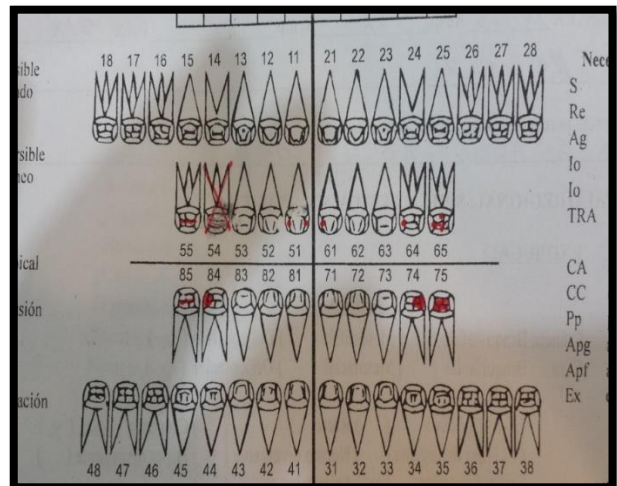 18 17 16 15 14 13 12 11 21 22 23 24 25 26 27 28
Nece
sible
do
S
Re
Ag
Io
Io
TRA
rsible
eo
55 54 53 52 51 61 62 63 64 65
85 84 83 82 81 71 72 73 74 75
pical
sión
CA
CC
Pp
Apg
Apf
Ex
ación
48 47 46 45 44 43 42 41 31 32 33 34 35 36 37 38